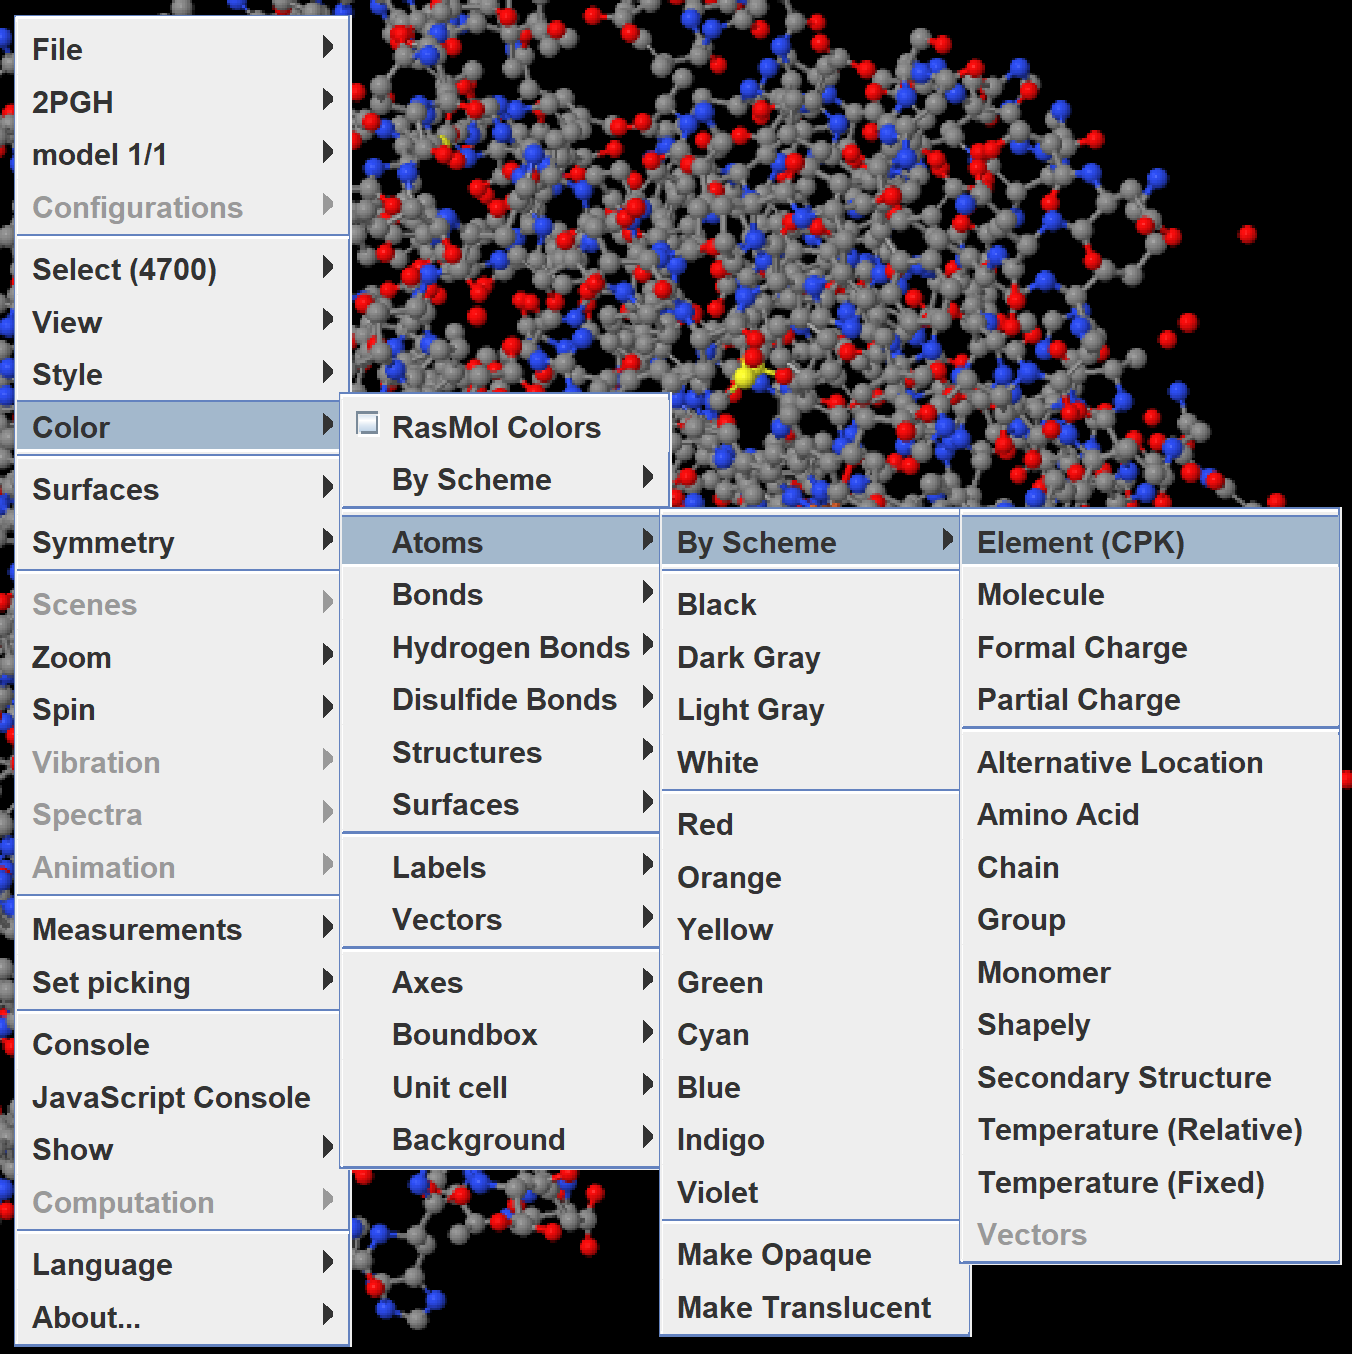 File
2PGH
model 1/1
Configurations
Select (4700)
View
Style
Color
Surfaces
Symmetry
Scenes
Zoom
Spin
Vibration
Spectra
Animation
Measurements
Set picking
Console
JavaScript Console
Show
Computation
Language
About...
RasMol Colors
By Scheme
Atoms
Bonds
Hydrogen Bonds
Disulfide Bonds
Structures
Surfaces
Labels
Vectors
Axes
Boundbox
Unit cell
Background
By Scheme
Black
Dark Gray
Light Gray
White
Red
Orange
Yellow
Green
Cyan
Blue
Indigo
Violet
Make Opaque
Make Translucent
Element (CPK)
Molecule
Formal Charge
Partial Charge
Alternative Location
Amino Acid
Chain
Group
Monomer
Shapely
Secondary Structure
Temperature (Relative)
Temperature (Fixed)
Vectors